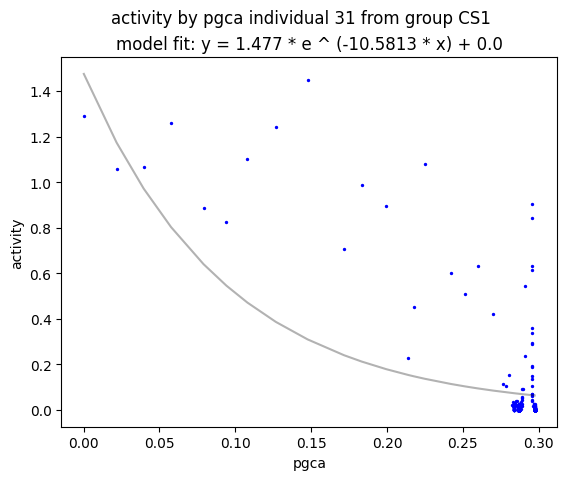 activity by pgca individual 31 from group CS1
model fit: y = 1.477 * e ^ (-10.5813 * x) + 0.0
activity
1.4
1.2
1.0
0.8
0.6
0.4
0.2
0.0
0.00 0.05 0.10 0.15 0.20 0.25 0.30
pgca